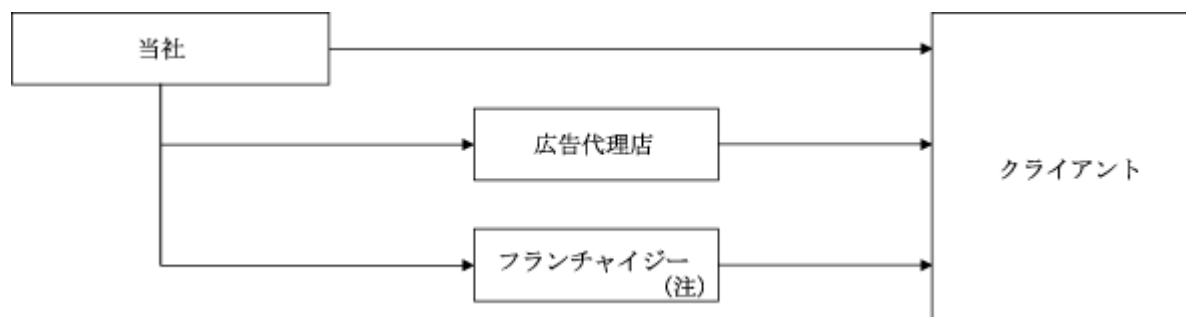 当社
広告代理店
クライアント
フランチャイジー
(注)